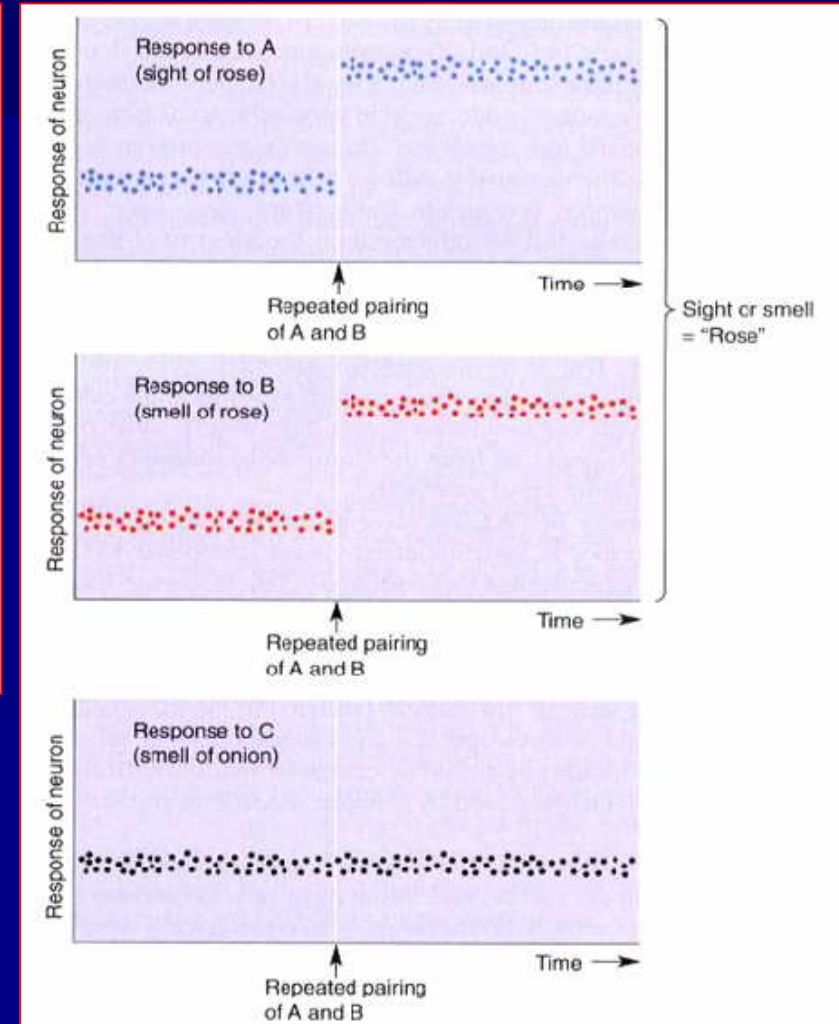 Response to A
(sight of rose)
Response of neuron
Time
Repeated pairing
of A and B
Sight or smell
= “Rose”
Response to B
(smell of rose)
Response of neuron
Time
Repeated pairing
of A and B
Response to C
(smell of onion)
Response of neuron
Time
Repeated pairing
of A and B